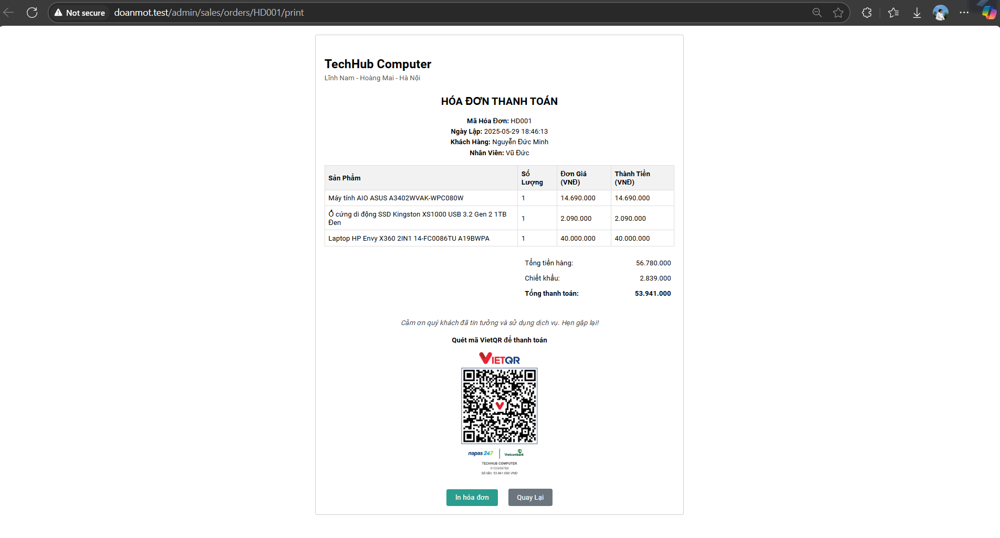 Not secure doanmot.test/admin/sales/orders/HD001/print
TechHub Computer
Lĩnh Nam - Hoàng Mai - Hà Nội
HÓA ĐƠN THANH TOÁN
Mã Hóa Đơn: HD001
Ngày Lập: 2025-05-29 18:46:13
Khách Hàng: Nguyễn Đức Minh
Nhân Viên: Vũ Đức
Sản Phẩm Số Lượng Đơn Giá (VNĐ) Thành Tiền (VNĐ)
Máy tính AIO ASUS A3402WVAK-WPC080W 1 14.690.000 14.690.000
Ổ cứng di động SSD Kingston XS1000 USB 3.2 Gen 2 1TB Đen 1 2.090.000 2.090.000
Laptop HP Envy X360 2IN1 14-FC0086TU A19BWPA 1 40.000.000 40.000.000
Tổng tiền hàng: 56.780.000
Chiết khấu: 2.839.000
Tổng thanh toán: 53.941.000
Cảm ơn quý khách đã tin tưởng và sử dụng dịch vụ. Hẹn gặp lại!
Quét mã VietQR để thanh toán
VIETQR
napas 247 | Vietcombank
TECHHUB COMPUTER
0123456789
Số tiền: 53.941.000 VND
In hóa đơn Quay Lại